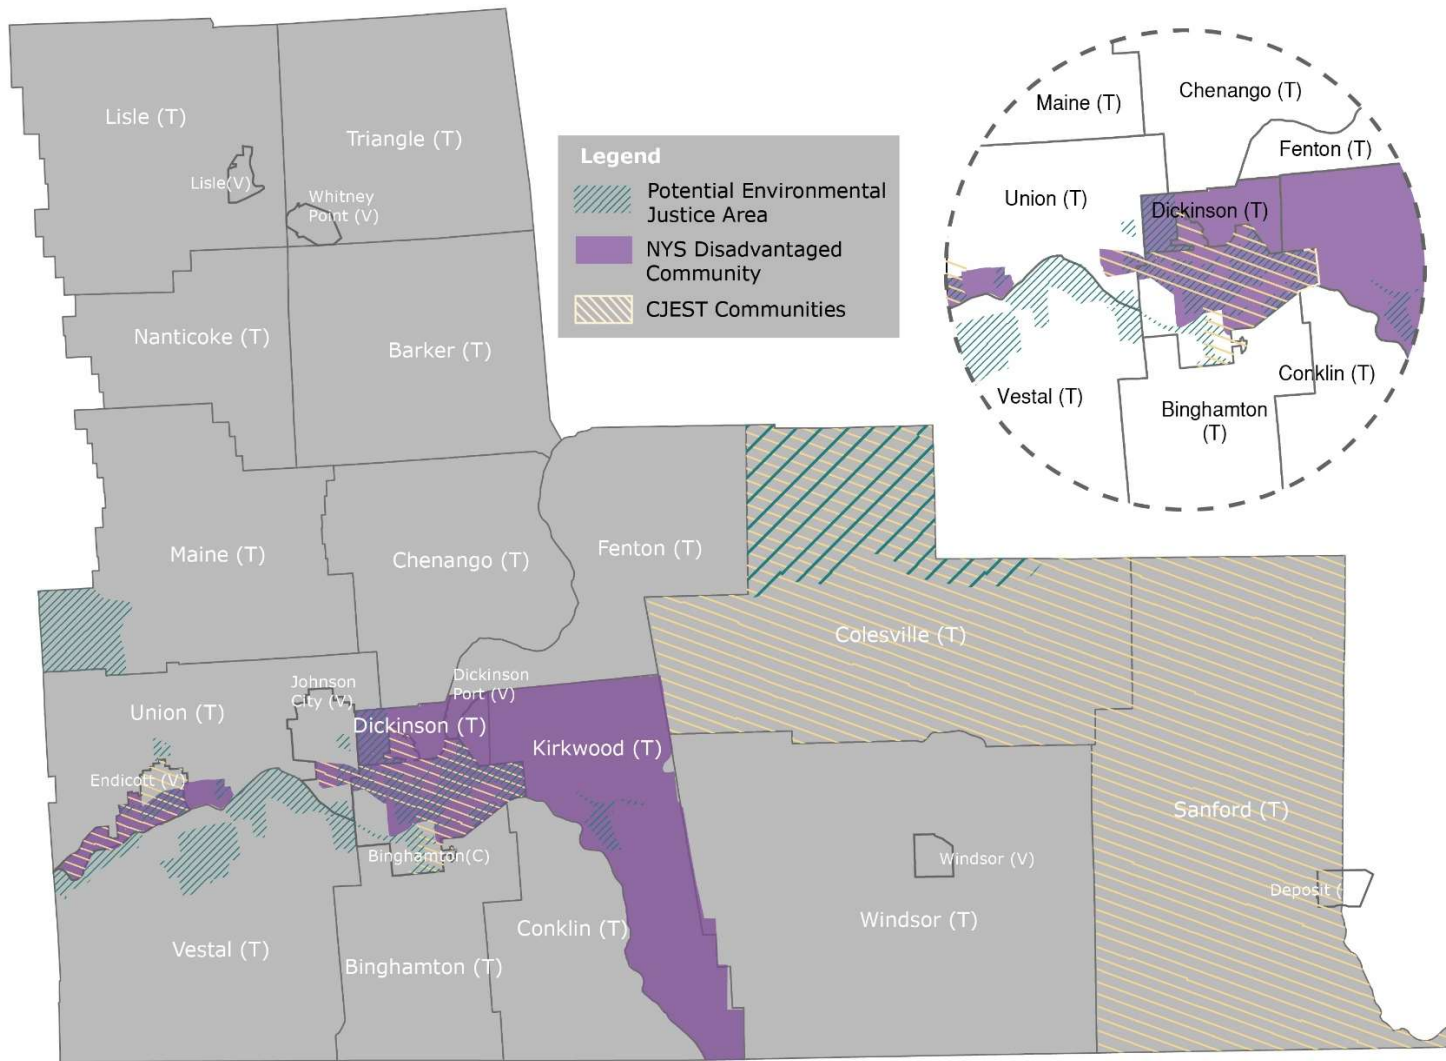 Lisle (T)
Triangle (T)
Lisle(V)
Whitney
Point (V)
Nanticoke (T)
Barker (T)
Legend
Potential Environmental
Justice Area
NYS Disadvantaged
Community
CJEST Communities
Maine (T)
Chenango (T)
Fenton (T)
Union (T)
Dickinson (T)
Vestal (T)
Conklin (T)
Binghamton
(T)
Maine (T)
Chenango (T)
Fenton (T)
Colesville (T)
Johnson
City (V)
Dickinson
Port (V)
Union (T)
Dickinson (T)
Kirkwood (T)
Endicott (V)
Sanford (T)
Binghamton(C)
Windsor (V)
Deposit (
Windsor (T)
Vestal (T)
Binghamton (T)
Conklin (T)